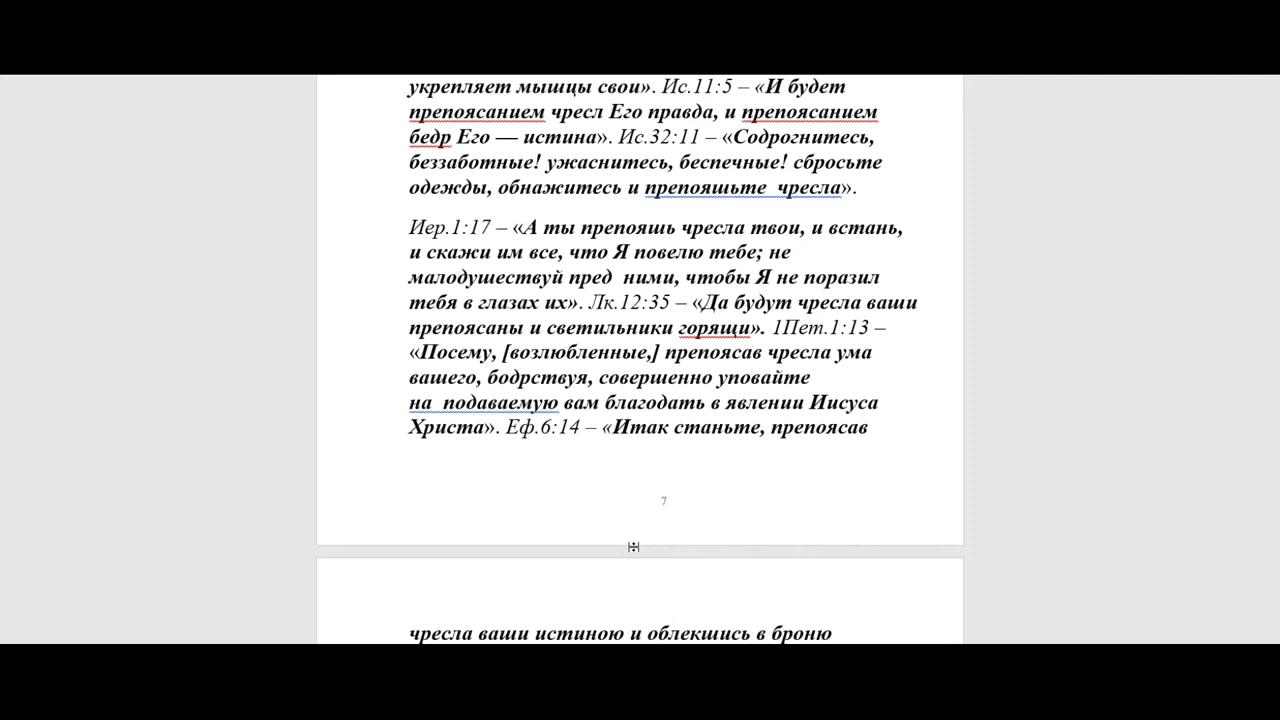 укрепляет мышцы свои». Ис.11:5 – «И будет
препоясанием чресл Его правда, и препоясанием
бедр Его — истина». Ис.32:11 – «Содрогнитесь,
беззаботные! ужаснитесь, беспечные! сбросьте
одежды, обнажитесь и препояшьте  чресла».
Иер.1:17 – «А ты препояшь чресла твои, и встань,
и скажи им все, что Я повелю тебе; не
малодушествуй пред  ними, чтобы Я не поразил
тебя в глазах их». Лк.12:35 – «Да будут чресла ваши
препоясаны и светильники горящи». 1Пет.1:13 –
«Посему, [возлюбленные,] препоясав чресла ума
вашего, бодрствуя, совершенно уповайте
на  подаваемую вам благодать в явлении Иисуса
Христа». Еф.6:14 – «Итак станьте, препоясав
7
чресла ваши истиною и облекшись в броню